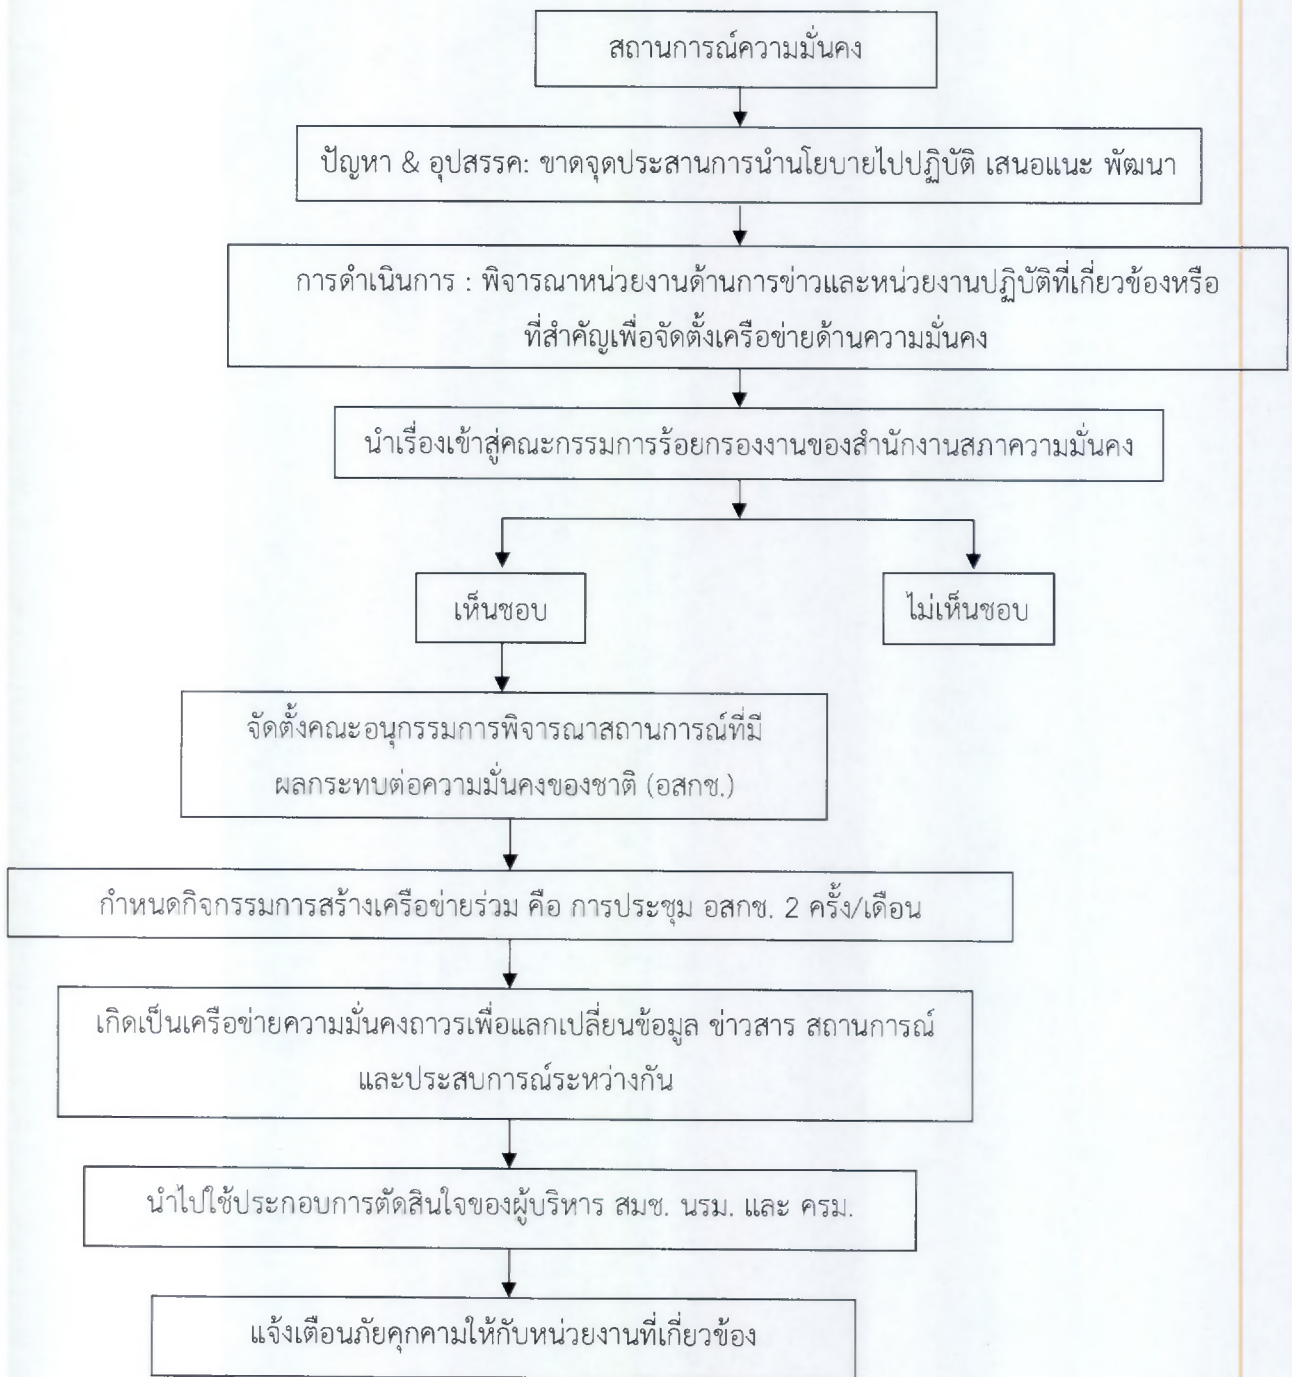 สถานการณ์ความมั่นคง
ปัญหา & อุปสรรค: ขาดจุดประสานการนำนโยบายไปปฏิบัติ เสนอแนะ พัฒนา
การดำเนินการ : พิจารณาหน่วยงานด้านการข่าวและหน่วยงานปฏิบัติที่เกี่ยวข้องหรือ
ที่สำคัญเพื่อจัดตั้งเครือข่ายด้านความมั่นคง
นำเรื่องเข้าสู่คณะกรรมการร้อยกรองงานของสำนักงานสภาความมั่นคง
เห็นชอบ
ไม่เห็นชอบ
จัดตั้งคณะอนุกรรมการพิจารณาสถานการณ์ที่มี
ผลกระทบต่อความมั่นคงของชาติ (อสกช.)
กำหนดกิจกรรมการสร้างเครือข่ายร่วม คือ การประชุม อสกช. 2 ครั้ง/เดือน
เกิดเป็นเครือข่ายความมั่นคงถาวรเพื่อแลกเปลี่ยนข้อมูล ข่าวสาร สถานการณ์
และประสบการณ์ระหว่างกัน
นำไปใช้ประกอบการตัดสินใจของผู้บริหาร สมช. นรม. และ ครม.
แจ้งเตือนภัยคุกคามให้กับหน่วยงานที่เกี่ยวข้อง